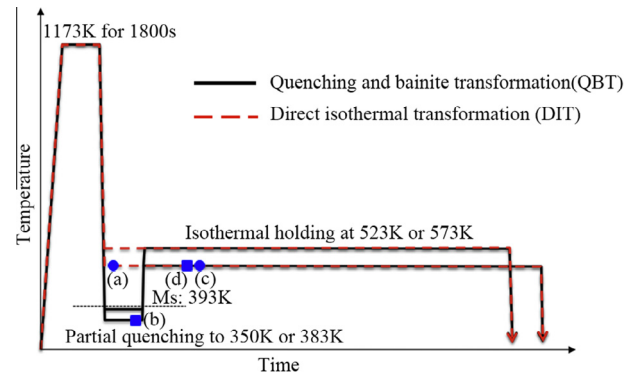 1173K for 1800s
Quenching and bainite transformation(QBT)
Direct isothermal transformation (DIT)
Temperature
Isothermal holding at 523K or 573K
(a)
(d)
(c)
Ms: 393K
(b)
Partial quenching to 350K or 383K
Time